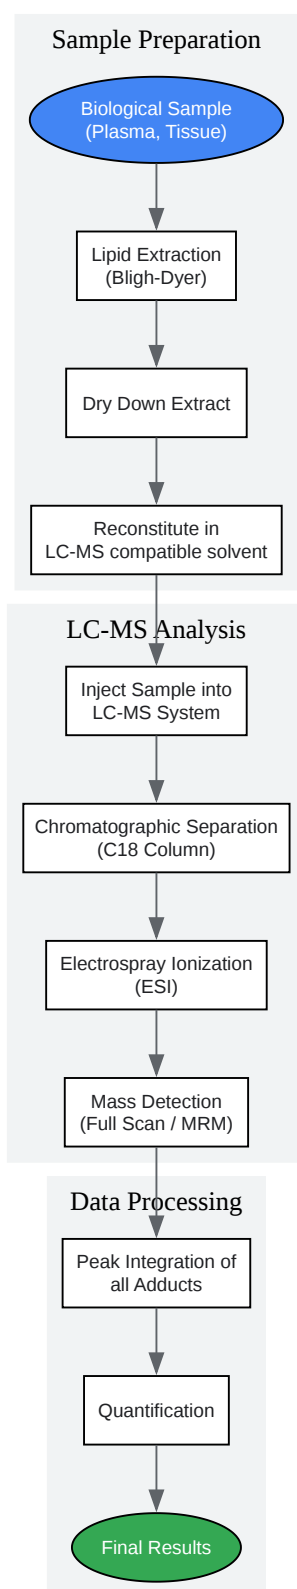 Sample Preparation
Biological Sample
(Plasma, Tissue)
Lipid Extraction
(Bligh-Dyer)
Dry Down Extract
Reconstitute in
LC-MS compatible solvent
LC-MS Analysis
Inject Sample into
LC-MS System
Chromatographic Separation
(C18 Column)
Electrospray Ionization
(ESI)
Mass Detection
(Full Scan / MRM)
Data Processing
Peak Integration of
all Adducts
Quantification
Final Results